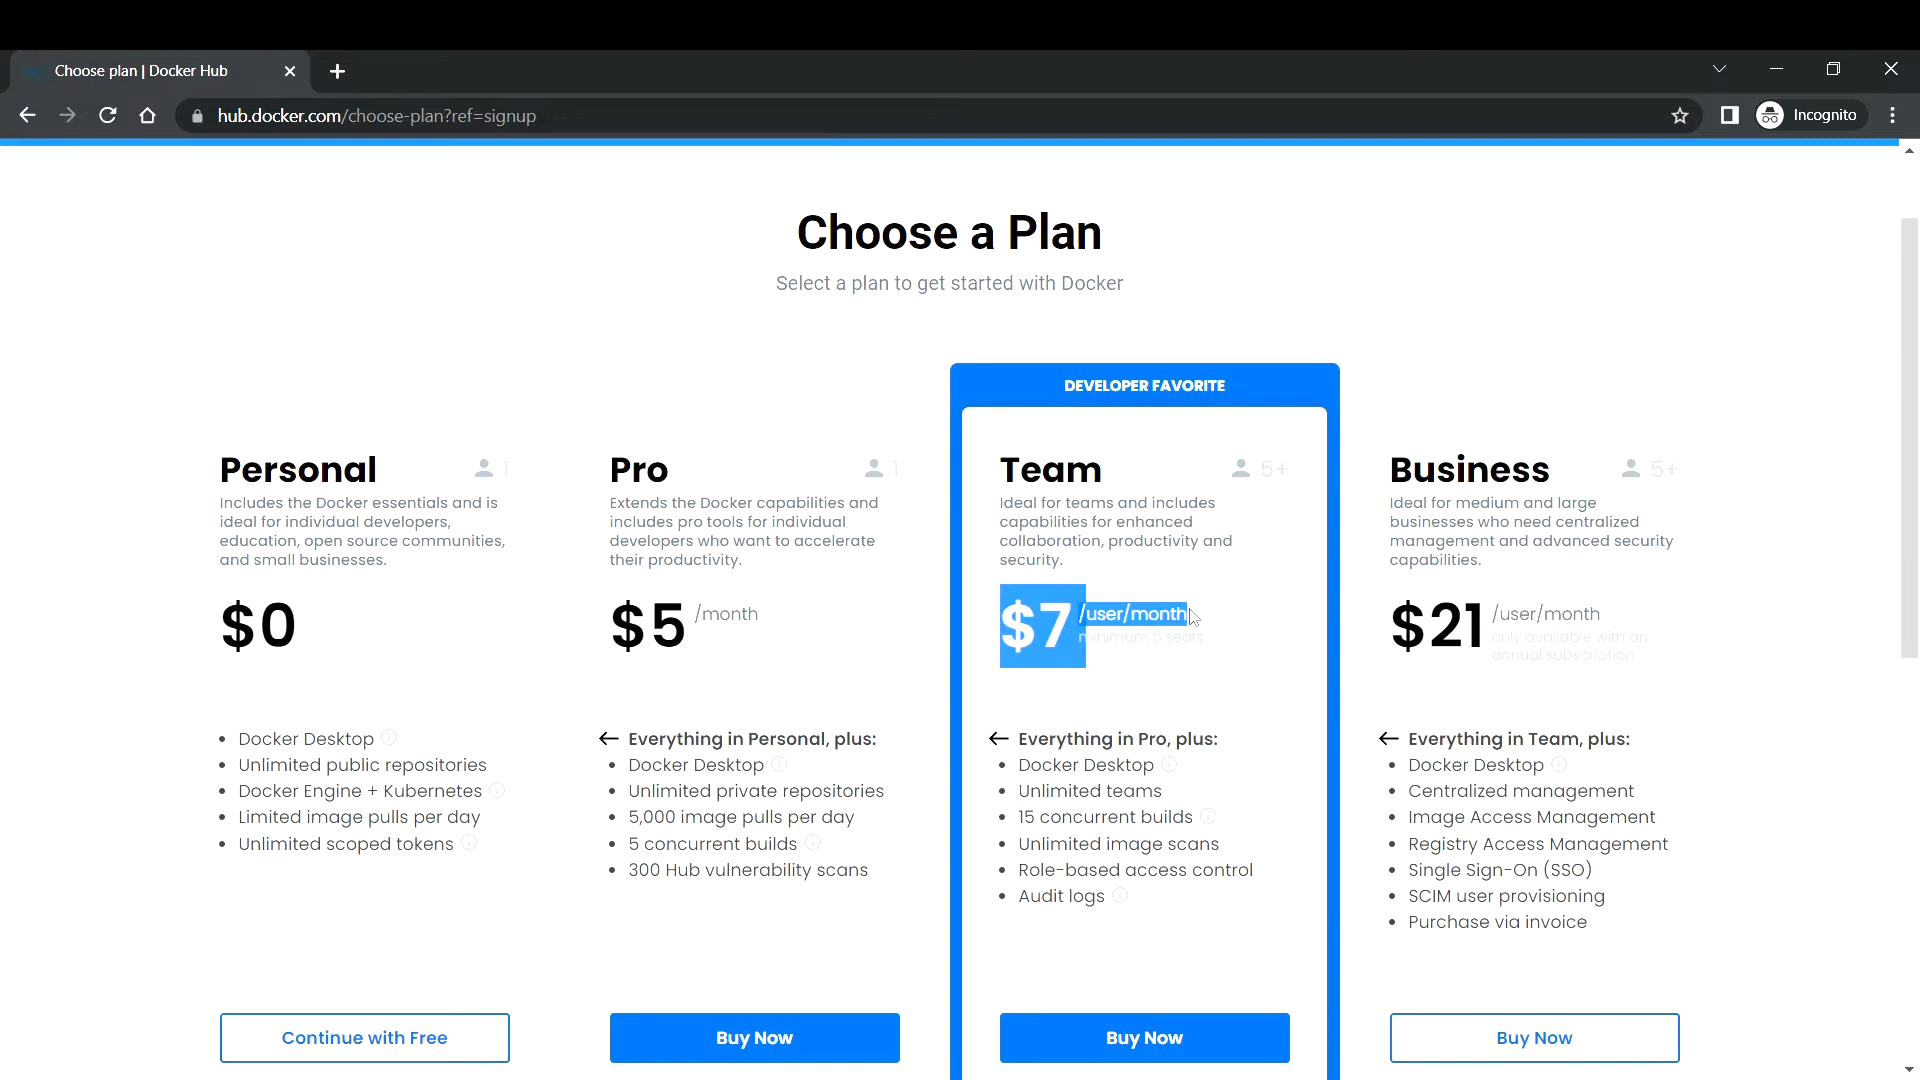 Choose plan | Docker Hub
hub.docker.com/choose-plan?ref=signup
Incognito
Choose a Plan
Select a plan to get started with Docker
DEVELOPER FAVORITE
Personal
1
Includes the Docker essentials and is
ideal for individual developers,
education, open source communities,
and small businesses.
$0
Docker Desktop
Unlimited public repositories
Docker Engine + Kubernetes
Limited image pulls per day
Unlimited scoped tokens
Continue with Free
Pro
1
Extends the Docker capabilities and
includes pro tools for individual
developers who want to accelerate
their productivity.
$5 /month
Everything in Personal, plus:
Docker Desktop
Unlimited private repositories
5,000 image pulls per day
5 concurrent builds
300 Hub vulnerability scans
Buy Now
Team
5+
Ideal for teams and includes
capabilities for enhanced
collaboration, productivity and
security.
$7 /user/month
minimum 5 seats
Everything in Pro, plus:
Docker Desktop
Unlimited teams
15 concurrent builds
Unlimited image scans
Role-based access control
Audit logs
Buy Now
Business
5+
Ideal for medium and large
businesses who need centralized
management and advanced security
capabilities.
$21 /user/month
only available with an
annual subscription
Everything in Team, plus:
Docker Desktop
Centralized management
Image Access Management
Registry Access Management
Single Sign-On (SSO)
SCIM user provisioning
Purchase via invoice
Buy Now